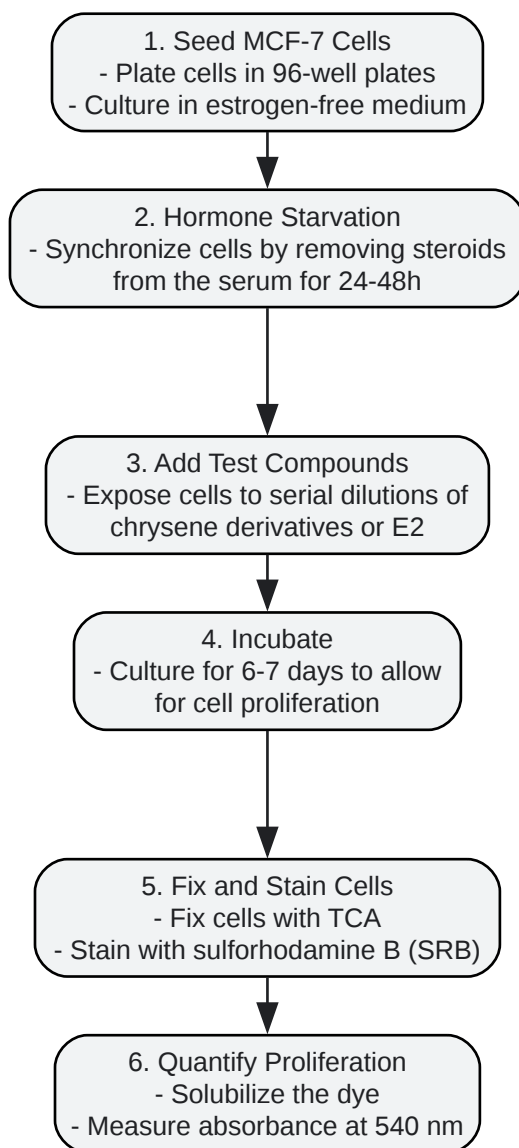 1. Seed MCF-7 Cells
- Plate cells in 96-well plates
- Culture in estrogen-free medium
2. Hormone Starvation
- Synchronize cells by removing steroids
from the serum for 24-48h
3. Add Test Compounds
- Expose cells to serial dilutions of
chrysene derivatives or E2
4. Incubate
- Culture for 6-7 days to allow
for cell proliferation
5. Fix and Stain Cells
- Fix cells with TCA
- Stain with sulforhodamine B (SRB)
6. Quantify Proliferation
- Solubilize the dye
- Measure absorbance at 540 nm